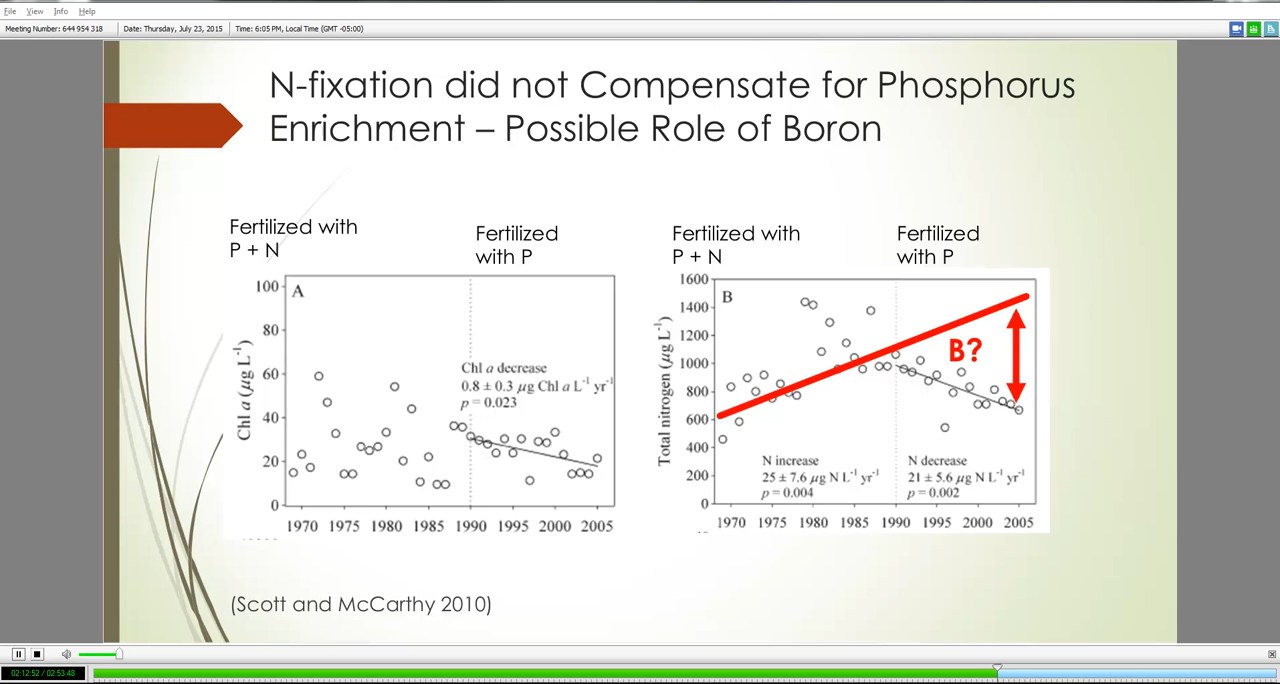 File View Info Help
Meeting Number: 644 954 318 Date: Thursday, July 23, 2015 Time: 6:05 PM, Local Time (GMT -05:00)
N-fixation did not Compensate for Phosphorus
Enrichment – Possible Role of Boron
Fertilized with
P + N
Fertilized
with P
Fertilized with
P + N
Fertilized
with P
A
Chl a (µg L⁻¹)
100
80
60
40
20
0
Chl a decrease
0.8 ± 0.3 µg Chl a L⁻¹ yr⁻¹
p = 0.023
1970 1975 1980 1985 1990 1995 2000 2005
B
Total nitrogen (µg L⁻¹)
1600
1400
1200
1000
800
600
400
200
0
B?
N increase
25 ± 7.6 µg N L⁻¹ yr⁻¹
p = 0.004
N decrease
21 ± 5.6 µg N L⁻¹ yr⁻¹
p = 0.002
1970 1975 1980 1985 1990 1995 2000 2005
(Scott and McCarthy 2010)
02:12:52 / 02:53:48